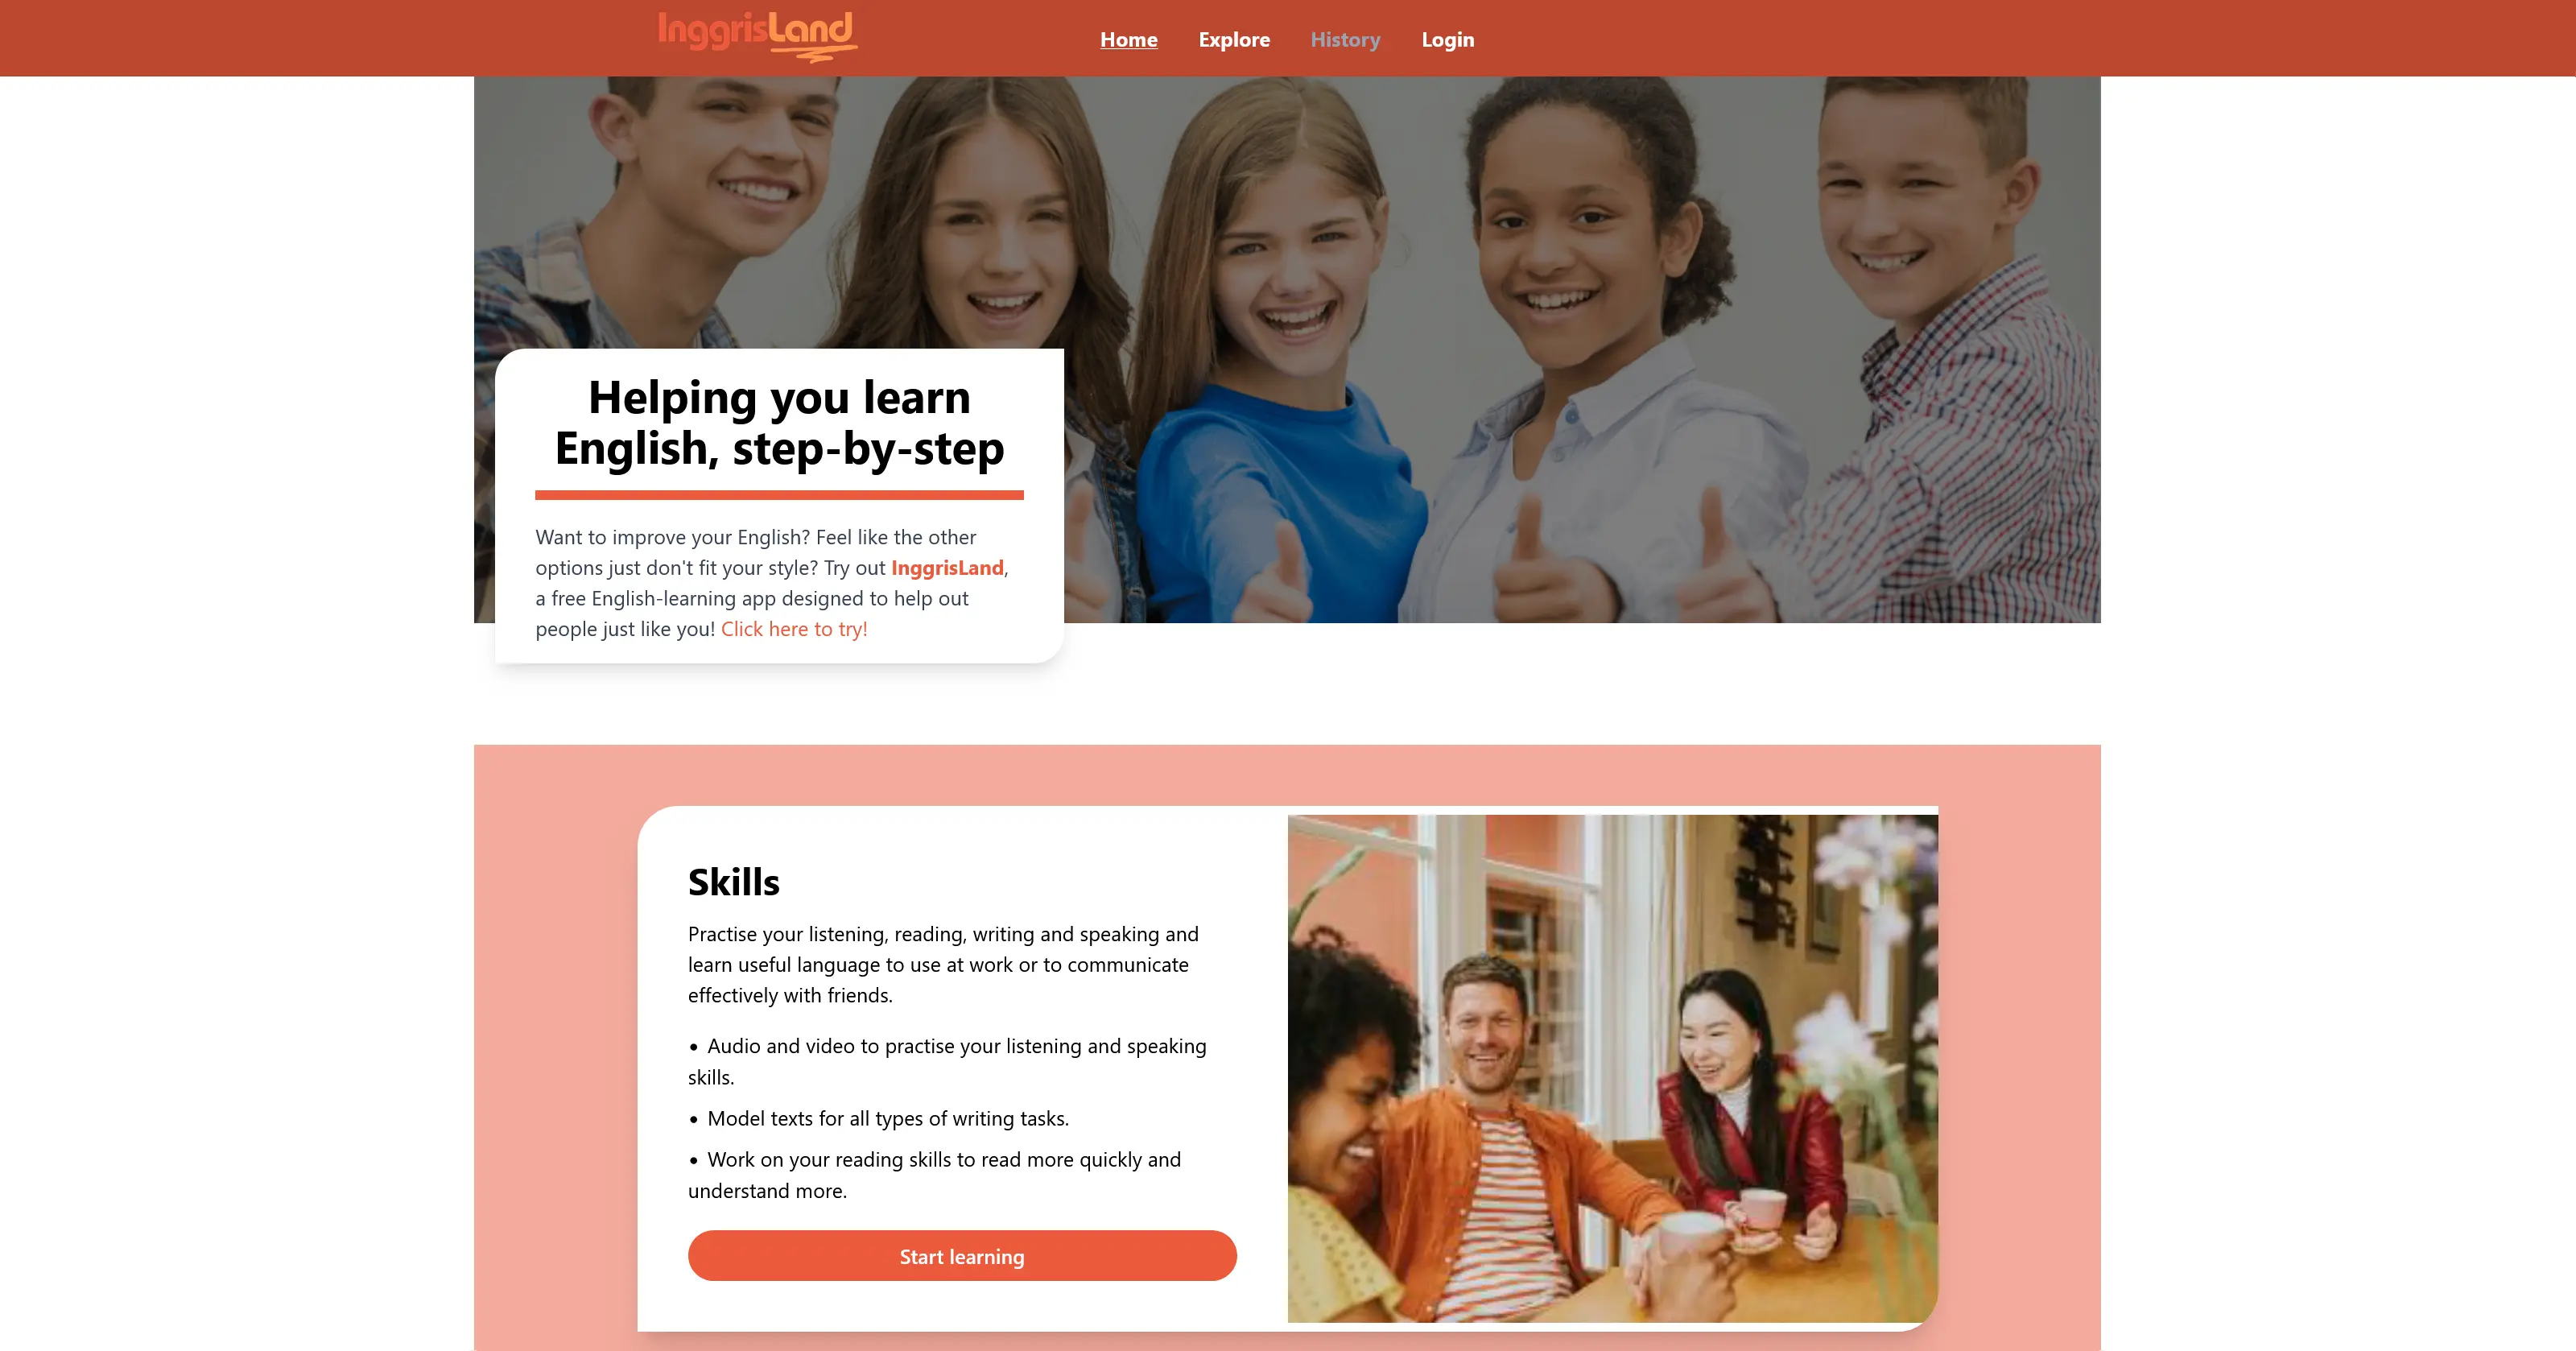 InggrisLand
Home Explore History Login
Helping you learn
English, step-by-step
Want to improve your English? Feel like the other
options just don't fit your style? Try out InggrisLand,
a free English-learning app designed to help out
people just like you! Click here to try!
Skills
Practise your listening, reading, writing and speaking and
learn useful language to use at work or to communicate
effectively with friends.
• Audio and video to practise your listening and speaking
skills.
• Model texts for all types of writing tasks.
• Work on your reading skills to read more quickly and
understand more.
Start learning